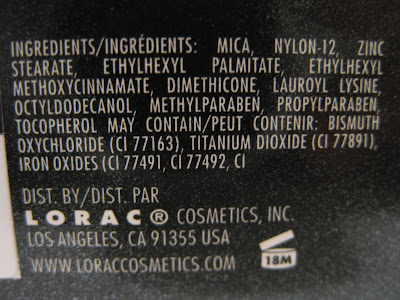 INGREDIENTS/INGRÉDIENTS: MICA, NYLON-12, ZINC
STEARATE, ETHYLHEXYL PALMITATE, ETHYLHEXYL
METHOXYCINNAMATE, DIMETHICONE, LAUROYL LYSINE,
OCTYLDODECANOL, METHYLPARABEN, PROPYLPARABEN,
TOCOPHEROL MAY CONTAIN/PEUT CONTENIR: BISMUTH
OXYCHLORIDE (CI 77163), TITANIUM DIOXIDE (CI 77891),
IRON OXIDES (CI 77491, CI 77492, CI
DIST. BY/DIST. PAR
LORAC® COSMETICS, INC.
LOS ANGELES, CA 91355 USA
WWW.LORACCOSMETICS.COM
18M